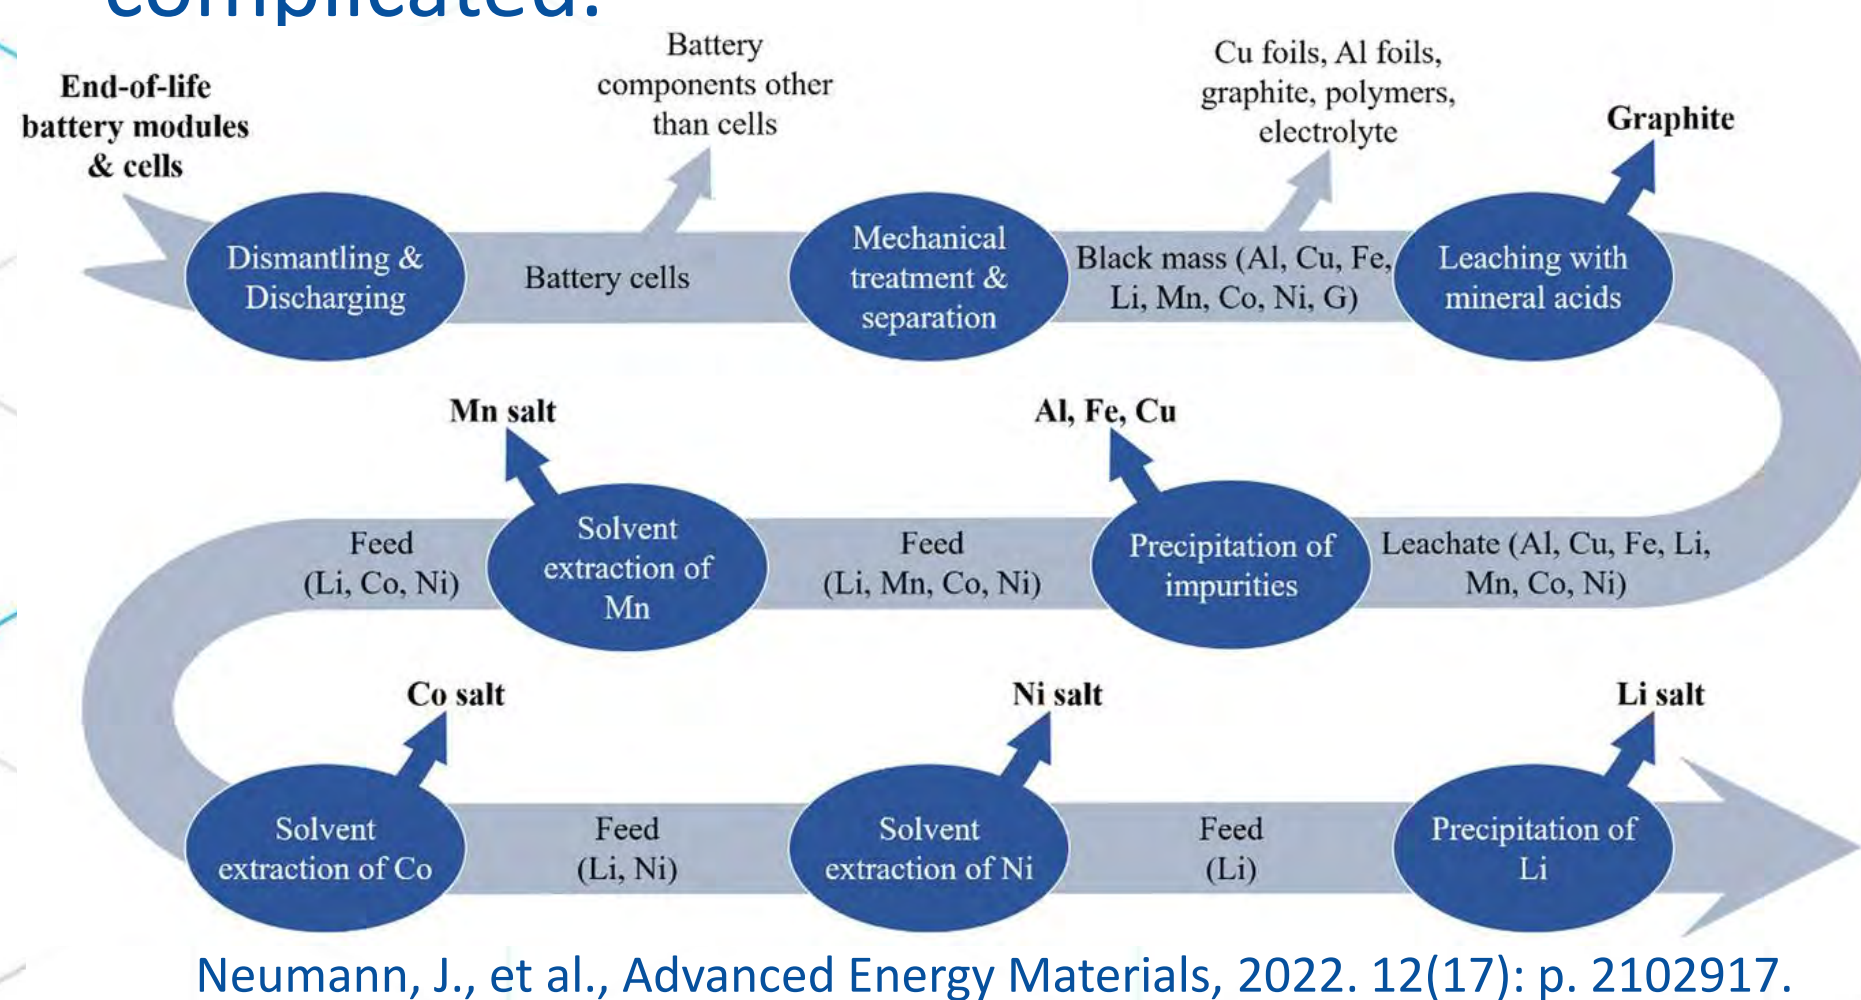 complicated.
End-of-life
battery modules
& cells
Battery
components other
than cells
Cu foils, Al foils,
graphite, polymers,
electrolyte
Graphite
Dismantling &
Discharging
Battery cells
Mechanical
treatment &
separation
Black mass (Al, Cu, Fe,
Li, Mn, Co, Ni, G)
Leaching with
mineral acids
Mn salt
Al, Fe, Cu
Feed
(Li, Co, Ni)
Solvent
extraction of
Mn
Feed
(Li, Mn, Co, Ni)
Precipitation of
impurities
Leachate (Al, Cu, Fe, Li,
Mn, Co, Ni)
Co salt
Ni salt
Li salt
Solvent
extraction of Co
Feed
(Li, Ni)
Solvent
extraction of Ni
Feed
(Li)
Precipitation of
Li
Neumann, J., et al., Advanced Energy Materials, 2022. 12(17): p. 2102917.